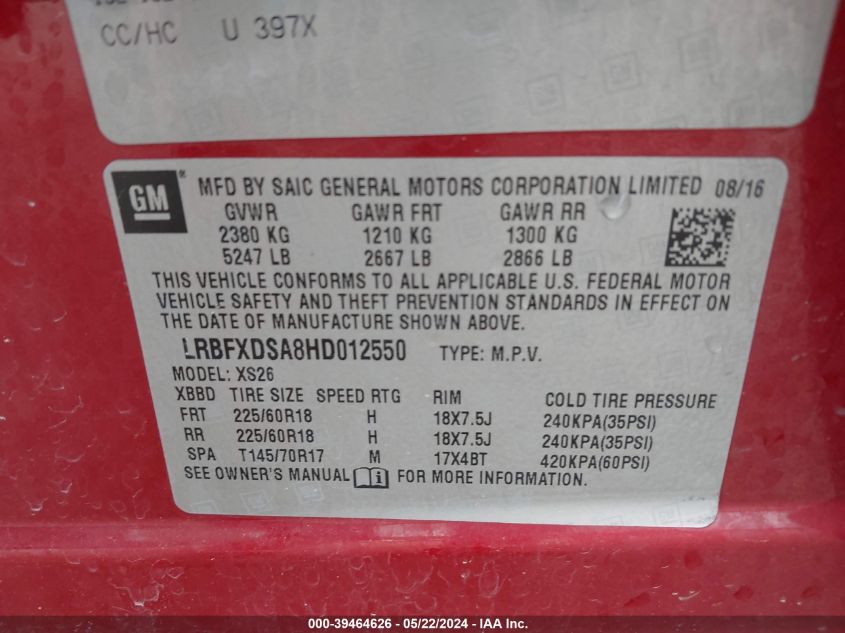 CC/HC U 397X
GM
GM ® MFD BY SAIC GENERAL MOTORS CORPORATION LIMITED 08/16
GVWR GAWR FRT GAWR RR
2380 KG 1210 KG 1300 KG
5247 LB 2667 LB 2866 LB
THIS VEHICLE CONFORMS TO ALL APPLICABLE U.S. FEDERAL MOTOR
VEHICLE SAFETY AND THEFT PREVENTION STANDARDS IN EFFECT ON
THE DATE OF MANUFACTURE SHOWN ABOVE.
LRBFXDSA8HD012550 TYPE: M.P.V.
MODEL: XS26
XBBD TIRE SIZE SPEED RTG RIM COLD TIRE PRESSURE
FRT 225/60R18 H 18X7.5J 240KPA(35PSI)
RR 225/60R18 H 18X7.5J 240KPA(35PSI)
SPA T145/70R17 M 17X4BT 420KPA(60PSI)
SEE OWNER'S MANUAL i FOR MORE INFORMATION.
000-39464626 - 05/22/2024 - IAA Inc.